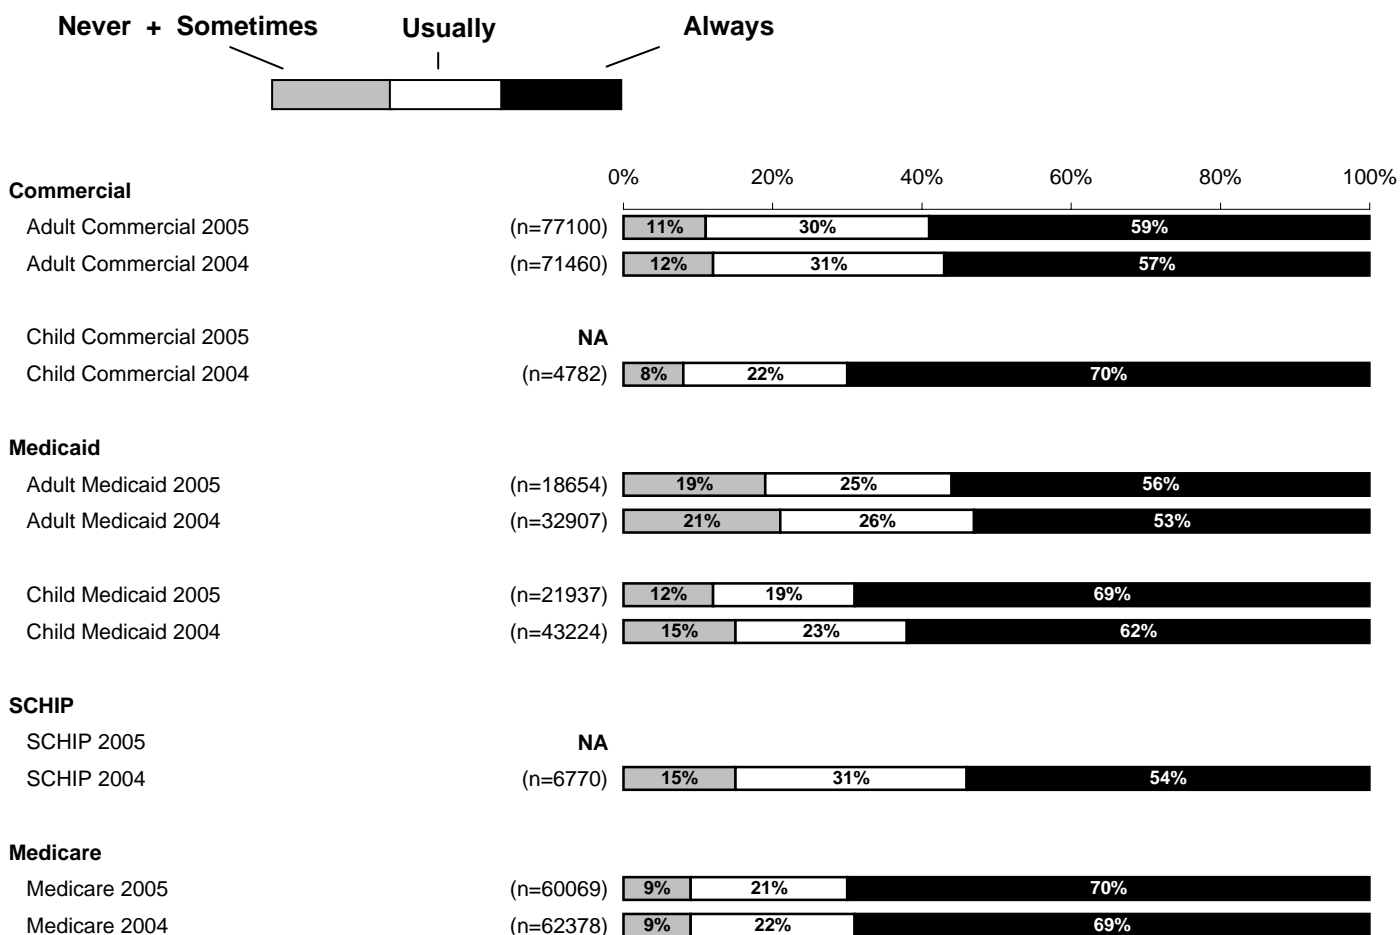 Never + Sometimes Usually Always
0% 20% 40% 60% 80% 100%
Commercial
Adult Commercial 2005 (n=77100) 11% 30% 59%
Adult Commercial 2004 (n=71460) 12% 31% 57%
Child Commercial 2005 NA
Child Commercial 2004 (n=4782) 8% 22% 70%
Medicaid
Adult Medicaid 2005 (n=18654) 19% 25% 56%
Adult Medicaid 2004 (n=32907) 21% 26% 53%
Child Medicaid 2005 (n=21937) 12% 19% 69%
Child Medicaid 2004 (n=43224) 15% 23% 62%
SCHIP
SCHIP 2005 NA
SCHIP 2004 (n=6770) 15% 31% 54%
Medicare
Medicare 2005 (n=60069) 9% 21% 70%
Medicare 2004 (n=62378) 9% 22% 69%